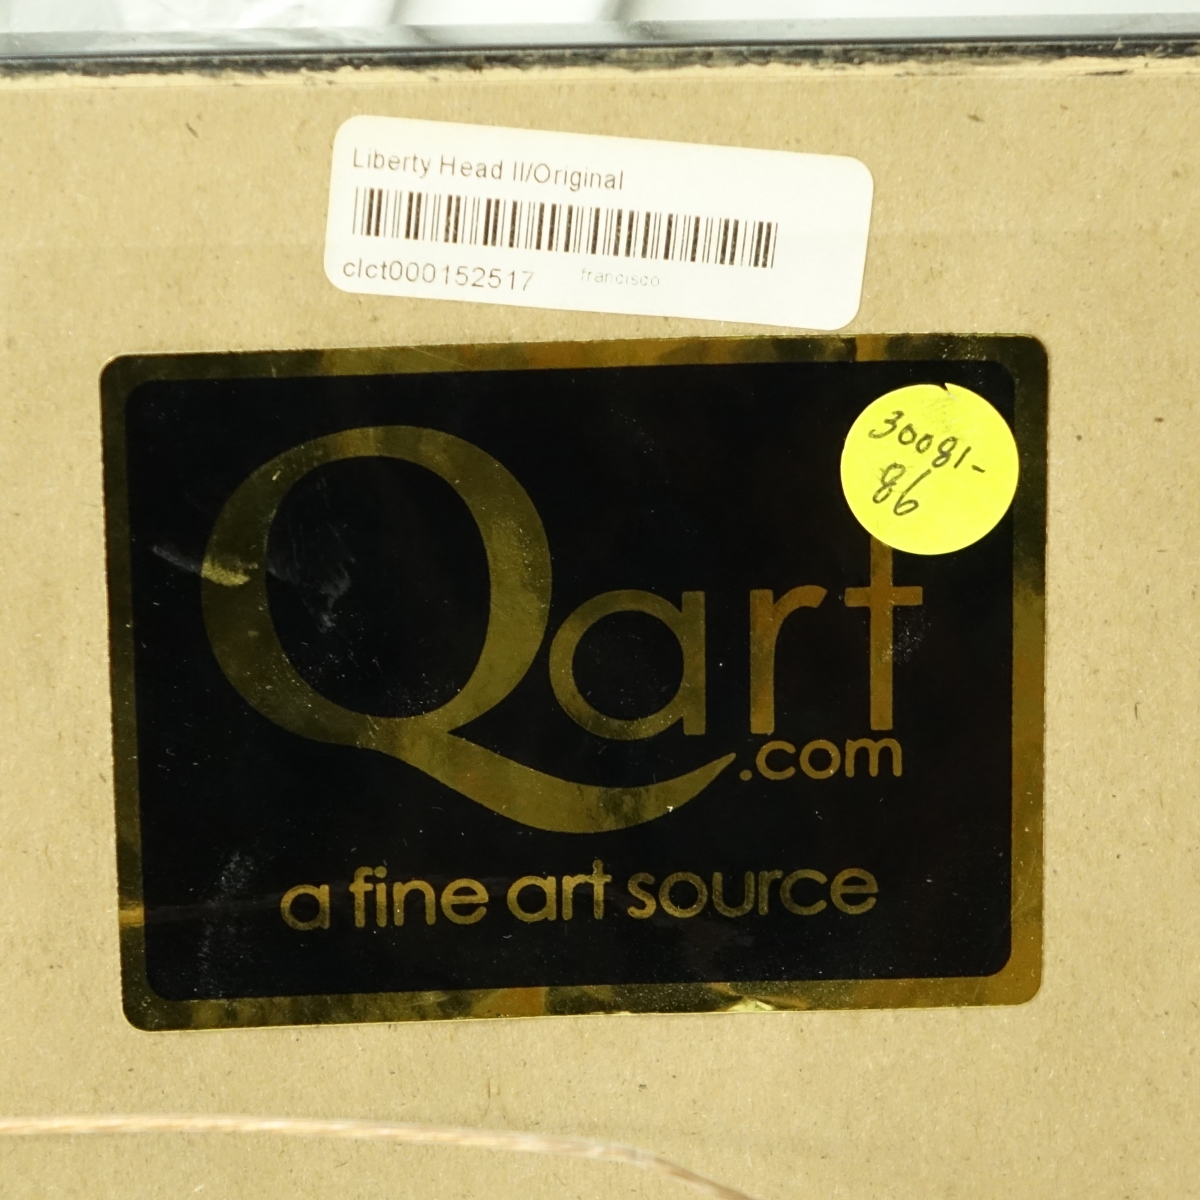 Liberty Head II/Original
clct000152517 francisco
30081-
86
Qart
.com
a fine art source